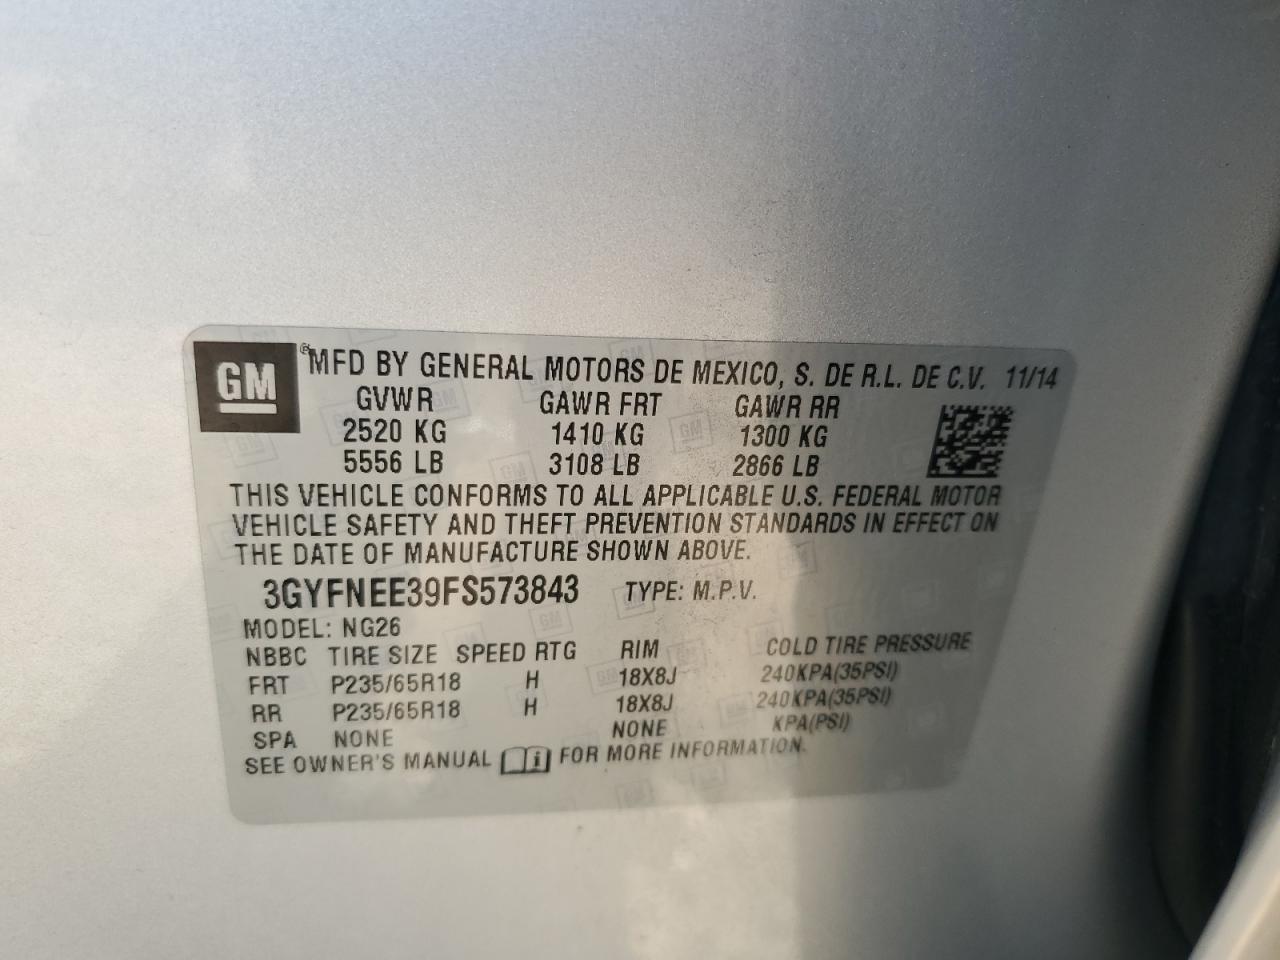 GM ® MFD BY GENERAL MOTORS DE MEXICO, S. DE R.L. DE C.V. 11/14
GVWR GAWR FRT GAWR RR
2520 KG 1410 KG 1300 KG
5556 LB 3108 LB 2866 LB
THIS VEHICLE CONFORMS TO ALL APPLICABLE U.S. FEDERAL MOTOR
VEHICLE SAFETY AND THEFT PREVENTION STANDARDS IN EFFECT ON
THE DATE OF MANUFACTURE SHOWN ABOVE.
3GYFNEE39FS573843 TYPE: M.P.V.
MODEL: NG26
NBBC TIRE SIZE SPEED RTG RIM COLD TIRE PRESSURE
FRT P235/65R18 H 18X8J 240KPA(35PSI)
RR P235/65R18 H 18X8J 240KPA(35PSI)
SPA NONE NONE KPA(PSI)
SEE OWNER'S MANUAL i FOR MORE INFORMATION.